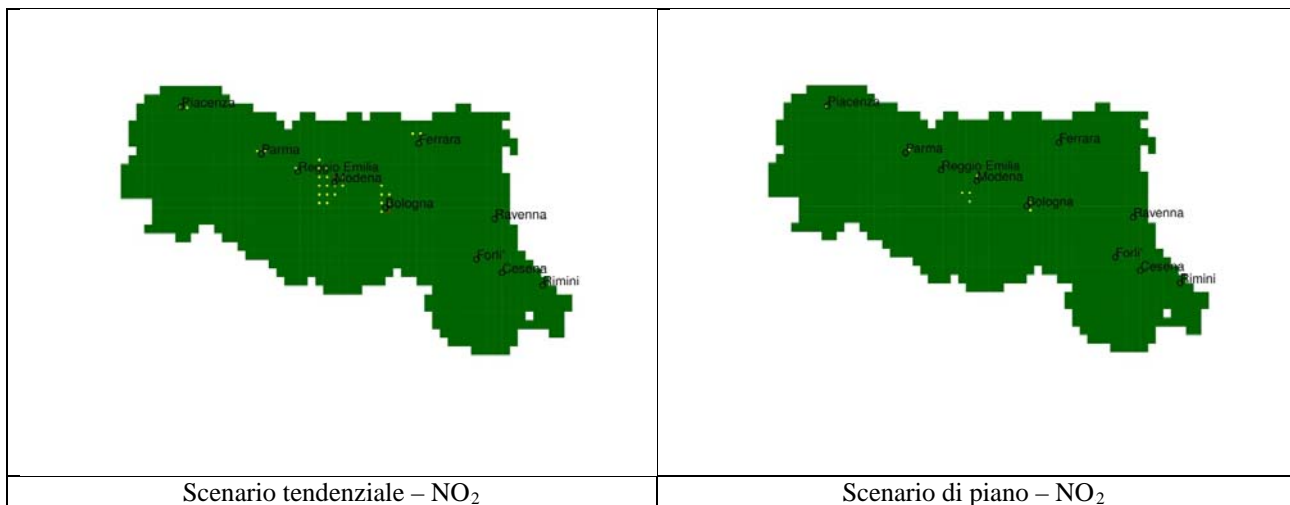 Piacenza
Parma
Reggio Emilia
Modena
Ferrara
Bologna
Ravenna
Forli'
Cesena
Rimini
Piacenza
Parma
Reggio Emilia
Modena
Ferrara
Bologna
Ravenna
Forli'
Cesena
Rimini
Scenario tendenziale – NO₂
Scenario di piano – NO₂